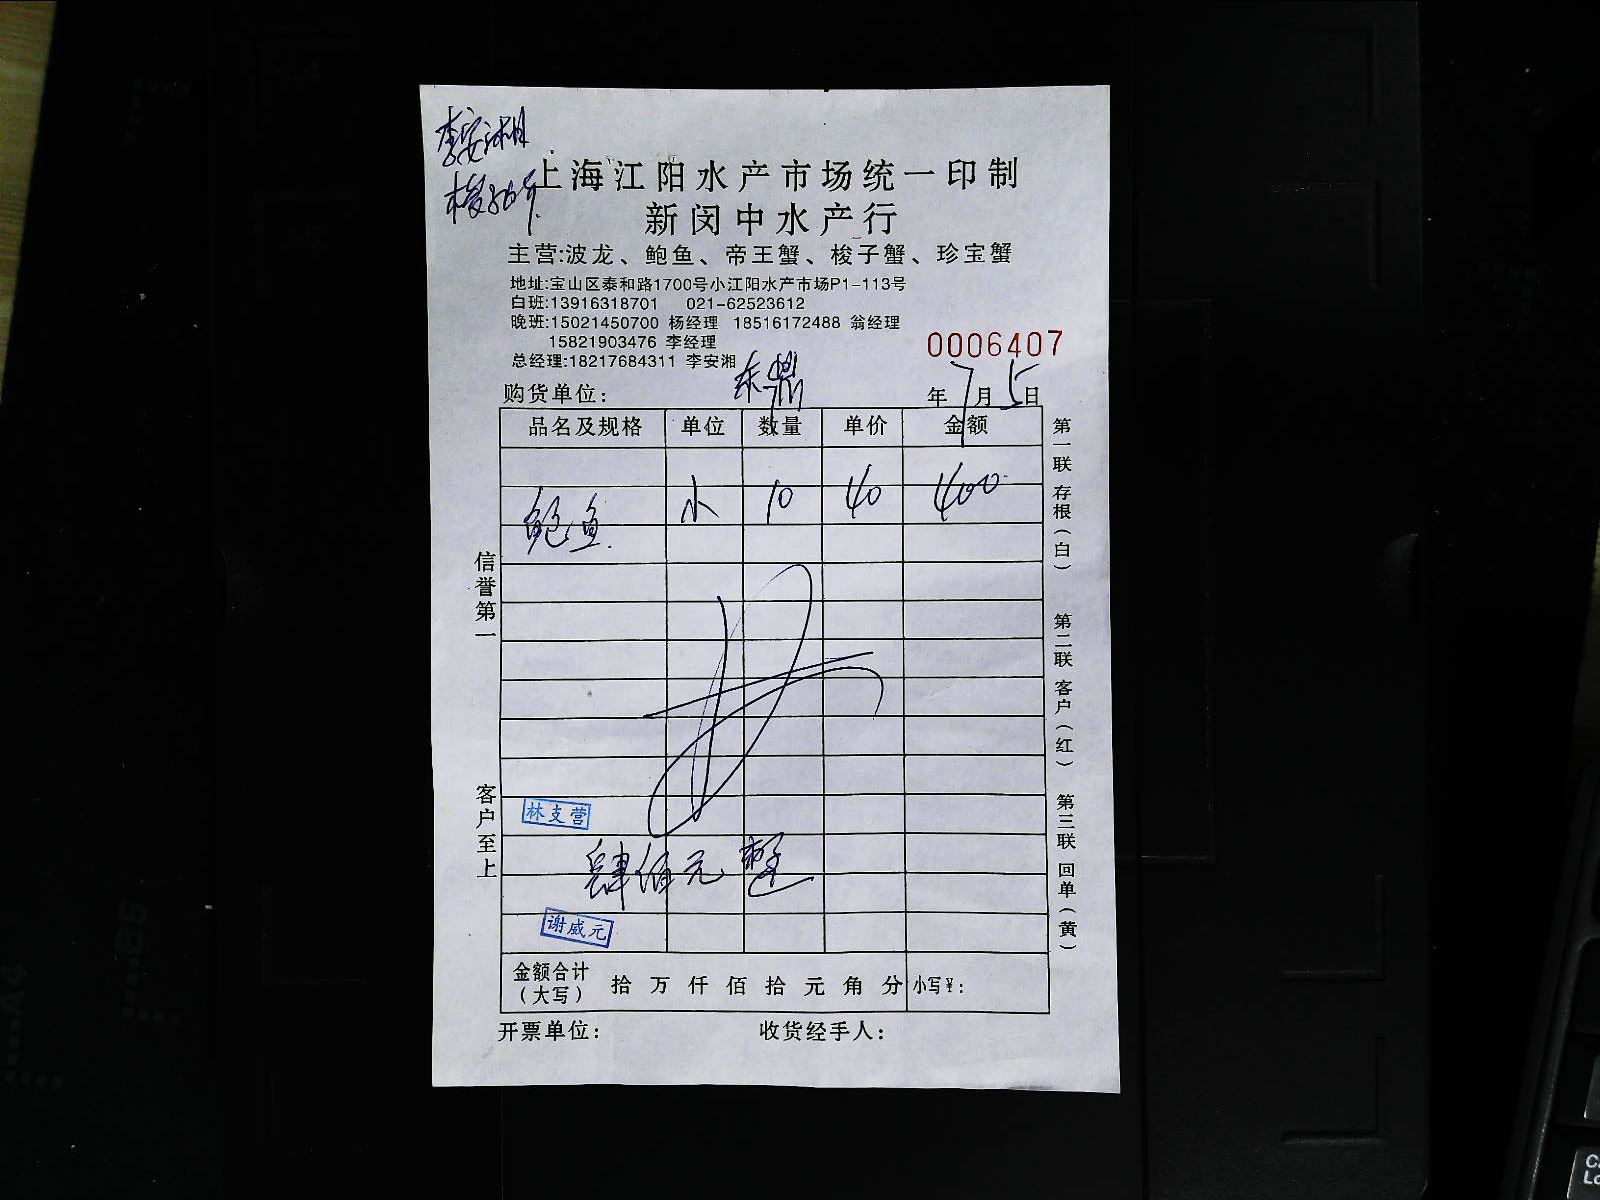 李安湘
上海江阳水产市场统一印制
新闵中水产行
主营:波龙、鲍鱼、帝王蟹、梭子蟹、珍宝蟹
地址:宝山区泰和路1700号小江阳水产市场P1-113号
白班:13916318701 021-62523612
晚班:15021450700 杨经理 18516172488 翁经理
15821903476 李经理
总经理:18217684311 李安湘
0006407
购货单位: 东鼎 年7月5日
品名及规格 单位 数量 单价 金额
鲍鱼 小 10 40 400
林支营
肆佰元整
谢威元
金额合计(大写) 拾 万 仟 佰 拾 元 角 分 小写¥:
开票单位: 收货经手人:
信誉第一
客户至上
第一联 存根(白)
第二联 客户(红)
第三联 回单(黄)